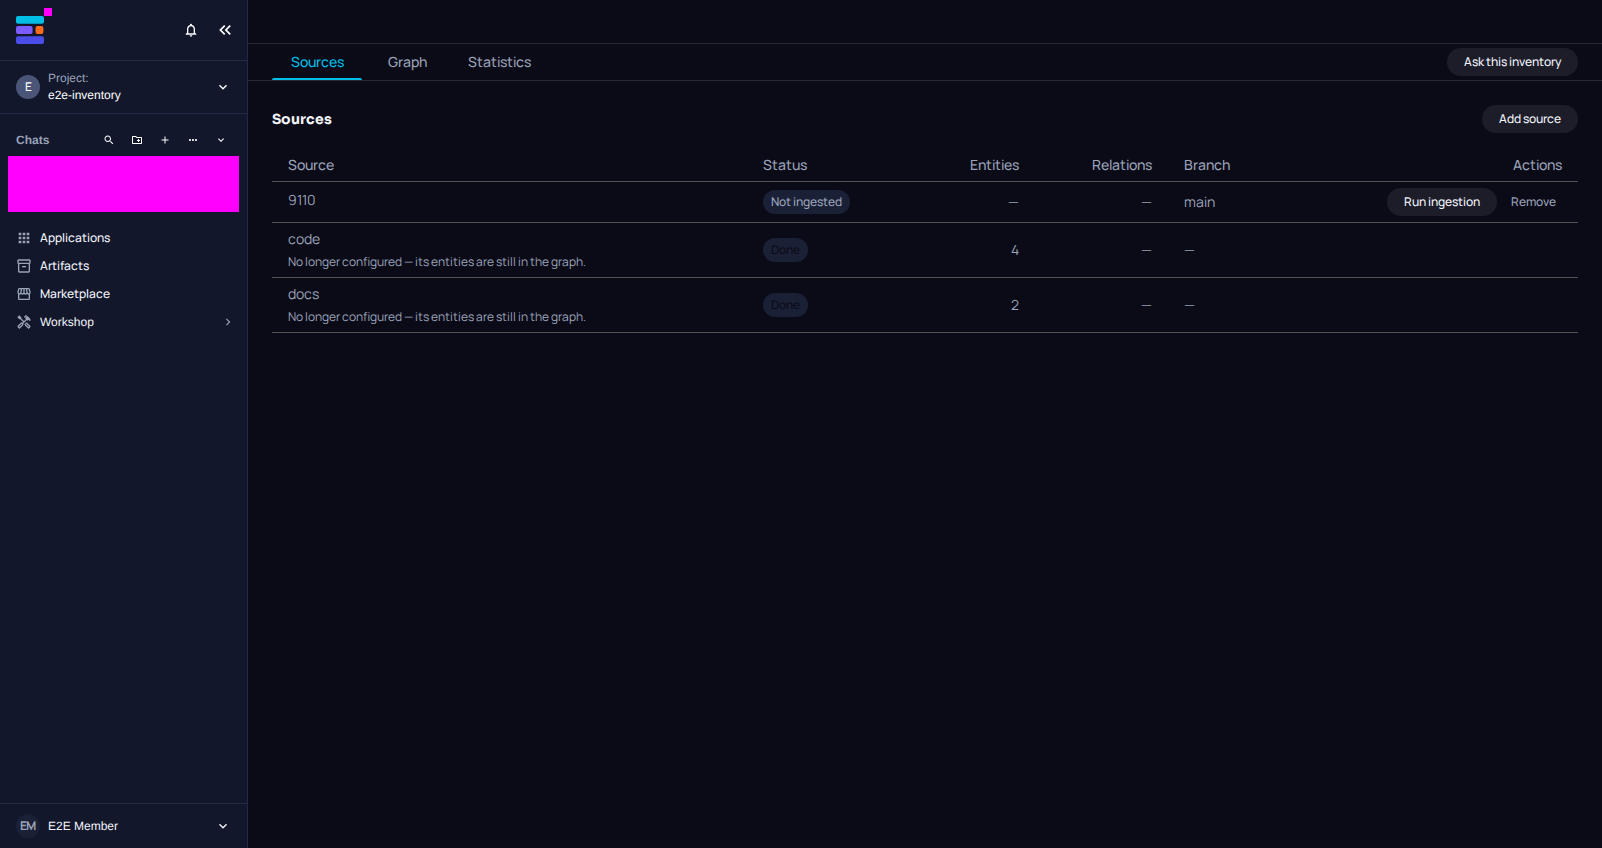 E
Project:
e2e-inventory
Chats
Applications
Artifacts
Marketplace
Workshop
EM
E2E Member
Sources Graph Statistics Ask this inventory
Sources Add source
Source Status Entities Relations Branch Actions
9110 Not ingested — — main Run ingestion Remove
code Done 4 — —
No longer configured — its entities are still in the graph.
docs Done 2 — —
No longer configured — its entities are still in the graph.